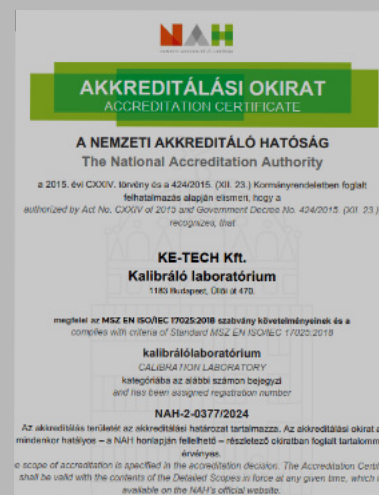 NAH
AKKREDITÁLÁSI OKIRAT
ACCREDITATION CERTIFICATE
A NEMZETI AKKREDITÁLÓ HATÓSÁG
The National Accreditation Authority
a 2015. évi CXXIV. törvény és a 424/2015. (XII. 23.) Kormányrendeletben foglalt
felhatalmazás alapján elismeri, hogy a
authorized by Act No. CXXIV of 2015 and Government Decree No. 424/2015. (XII. 23.)
recognizes, that
KE-TECH Kft.
Kalibráló laboratórium
1183 Budapest, Üllői út 470.
megfelel az MSZ EN ISO/IEC 17025:2018 szabvány követelményeinek és a
complies with criteria of Standard MSZ EN ISO/IEC 17025:2018
kalibrálólaboratórium
CALIBRATION LABORATORY
kategóriába az alábbi számon bejegyzi
and has been assigned registration number
NAH-2-0377/2024
Az akkreditálás területét az akkreditálási határozat tartalmazza. Az akkreditálási okirat a
mindenkor hatályos – a NAH honlapján fellelhető – részletező okiratban foglalt tartalomm
érvényes.
e scope of accreditation is specified in the accreditation decision. The Accreditation Certif
shall be valid with the contents of the Detailed Scopes in force at any given time, which i
available on the NAH's official website.